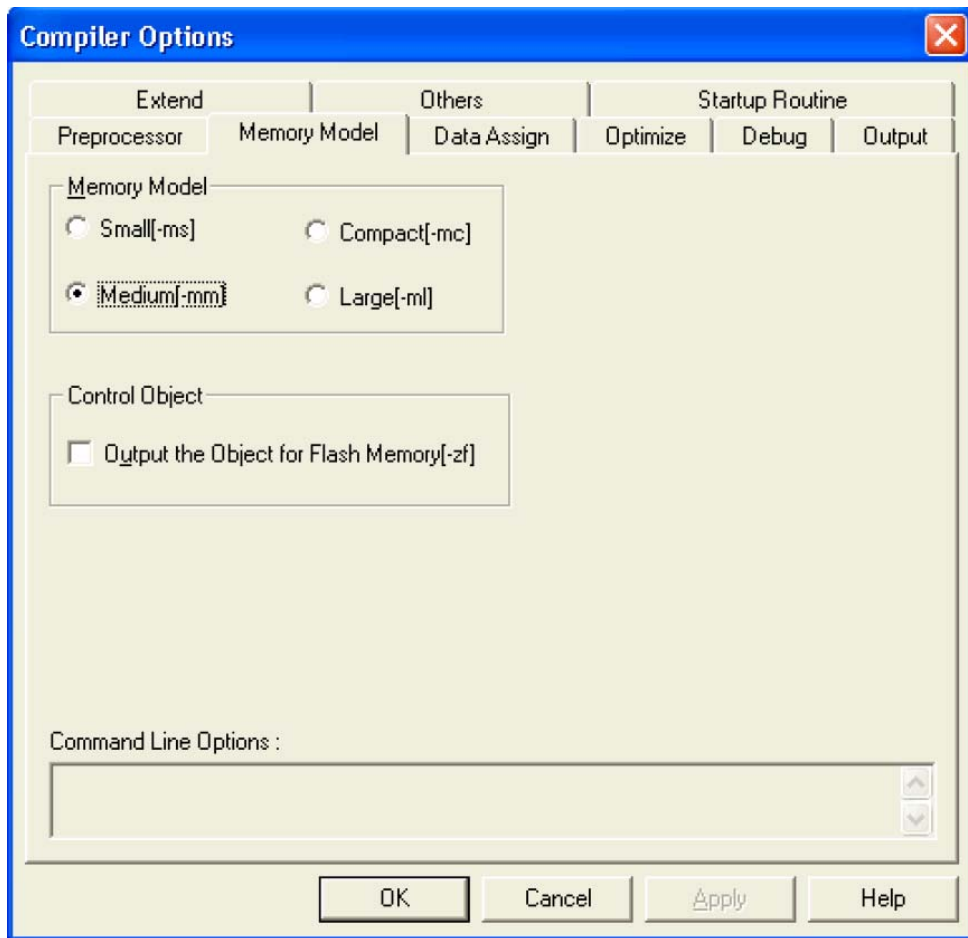 Compiler Options
Extend Others Startup Routine
Preprocessor Memory Model Data Assign Optimize Debug Output
Memory Model
Small[-ms] Compact[-mc]
Medium[-mm] Large[-ml]
Control Object
Output the Object for Flash Memory[-zf]
Command Line Options :
OK Cancel Apply Help